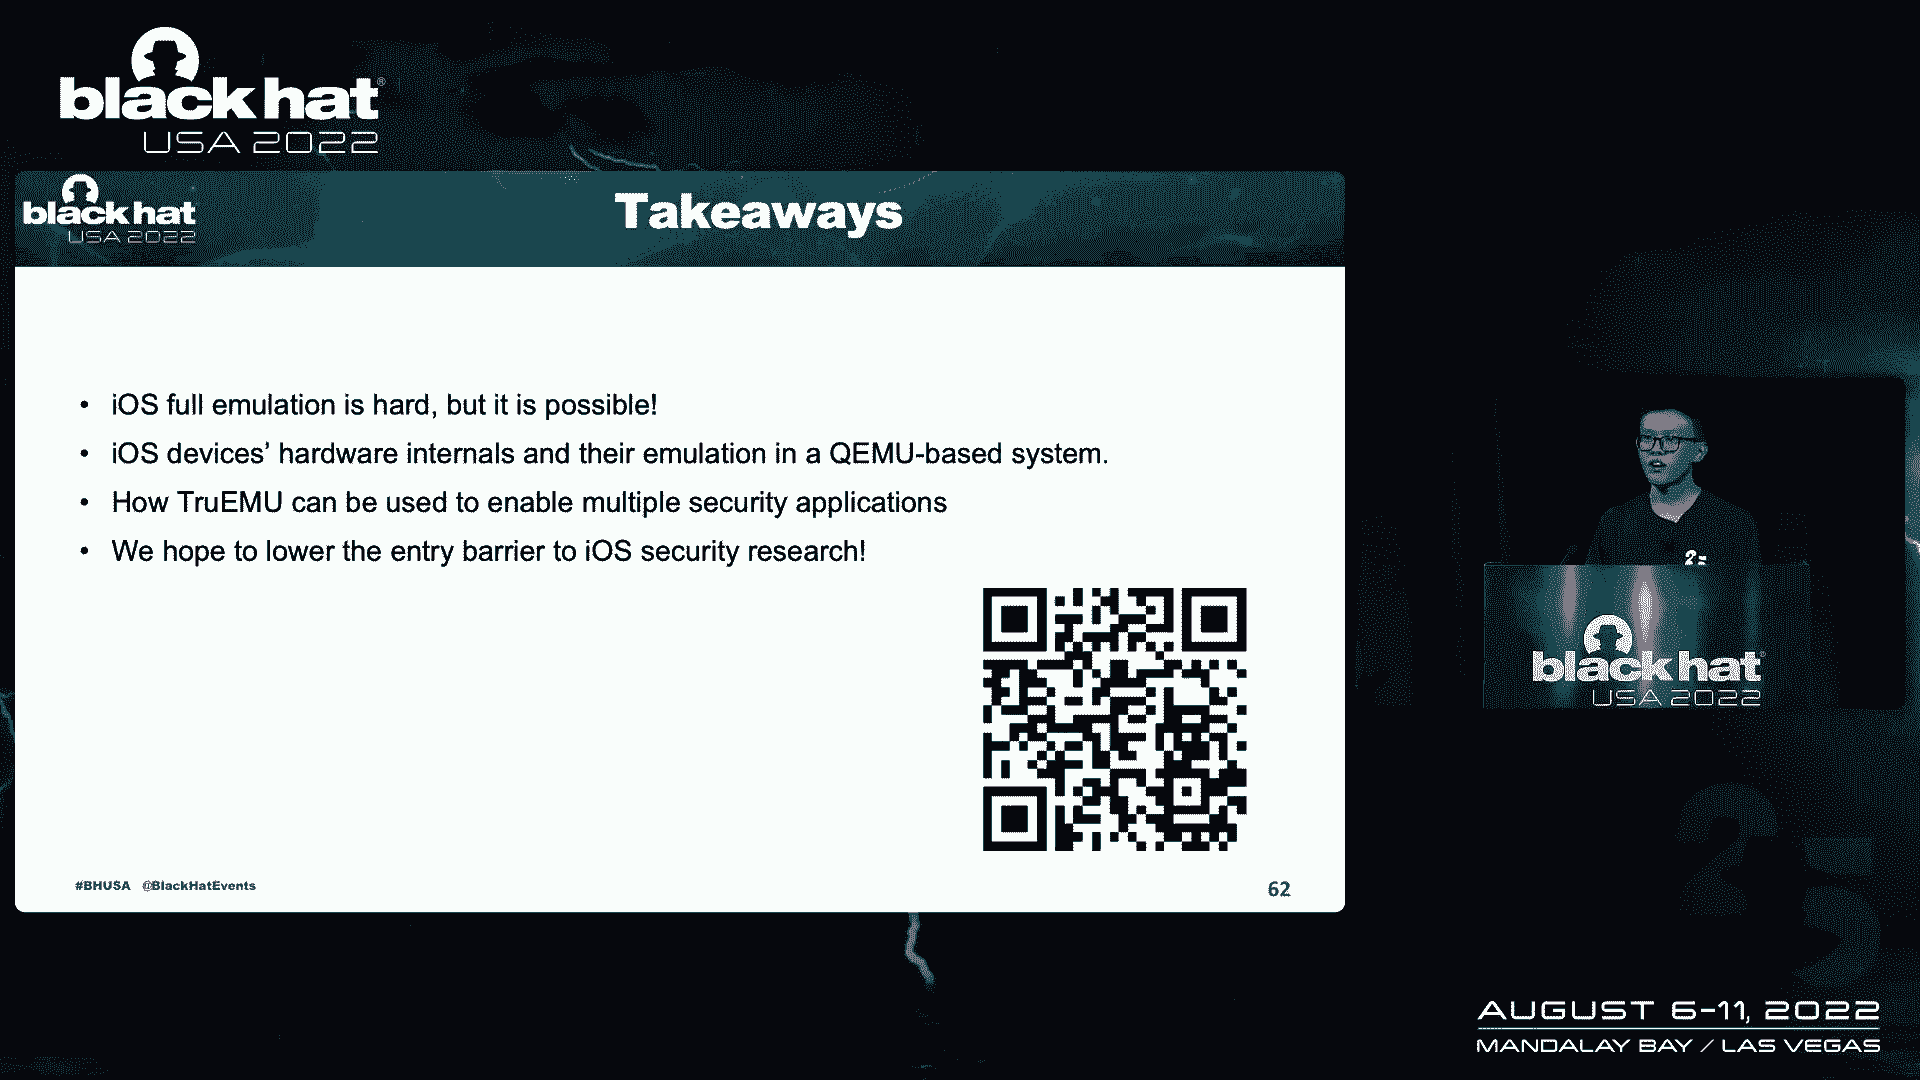 black hat®
USA 2022
black hat
USA 2022
Takeaways
• iOS full emulation is hard, but it is possible!
• iOS devices’ hardware internals and their emulation in a QEMU-based system.
• How TruEMU can be used to enable multiple security applications
• We hope to lower the entry barrier to iOS security research!
#BHUSA @BlackHatEvents
62
black hat
USA 2022
AUGUST 6-11, 2022
MANDALAY BAY / LAS VEGAS